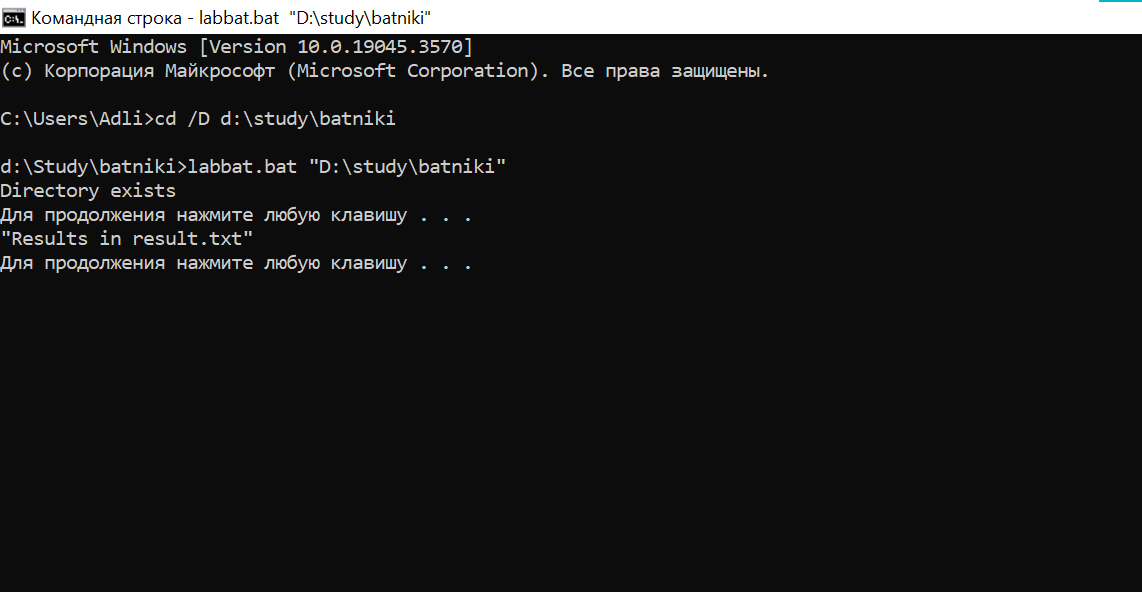 Командная строка - labbat.bat "D:\study\batniki"
Microsoft Windows [Version 10.0.19045.3570]
(c) Корпорация Майкрософт (Microsoft Corporation). Все права защищены.
C:\Users\Adli>cd /D d:\study\batniki
d:\Study\batniki>labbat.bat "D:\study\batniki"
Directory exists
Для продолжения нажмите любую клавишу . . .
"Results in result.txt"
Для продолжения нажмите любую клавишу . . .